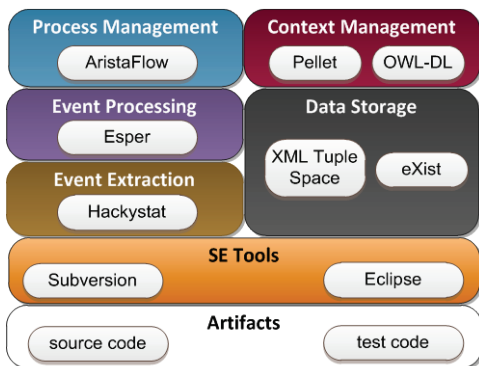 Process Management
Context Management
AristaFlow
Pellet
OWL-DL
Event Processing
Data Storage
Esper
XML Tuple
Space
eXist
Event Extraction
Hackystat
SE Tools
Subversion
Eclipse
Artifacts
source code
test code